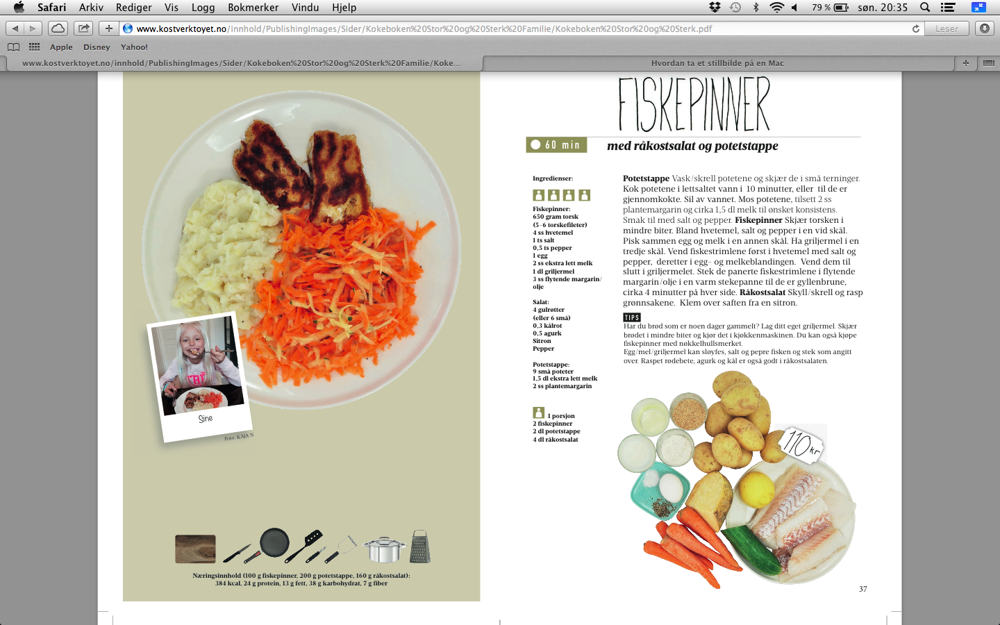 Safari Arkiv Rediger Vis Logg Bokmerker Vindu Hjelp 79 % søn. 20:35
www.kostverktoyet.no/innhold/PublishingImages/Sider/Kokeboken%20Stor%20og%20Sterk%20Familie/Kokeboken%20Stor%20og%20Sterk.pdf
Leser
Apple Disney Yahoo!
www.kostverktoyet.no/innhold/PublishingImages/Sider/Kokeboken%20Stor%20og%20Sterk%20Familie/Koke...
Hvordan ta et stillbilde på en Mac
Sine
Foto: KAJA N
Næringsinnhold (100 g fiskepinner, 200 g potetstappe, 160 g råkostsalat):
384 kcal, 24 g protein, 13 g fett, 38 g karbohydrat, 7 g fiber
FISKEPINNER
60 min
med råkostsalat og potetstappe
Ingredienser:
Fiskepinner:
650 gram torsk
(5-6 torskefileter)
4 ss hvetemel
1 ts salt
0,5 ts pepper
1 egg
2 ss ekstra lett melk
1 dl griljermel
3 ss flytende margarin/
olje
Salat:
4 gulrøtter
(eller 6 små)
0,3 kålrot
0,5 agurk
Sitron
Pepper
Potetstappe:
9 små poteter
1,5 dl ekstra lett melk
2 ss plantemargarin
1 porsjon
2 fiskepinner
2 dl potetstappe
4 dl råkostsalat
Potetstappe Vask/skrell potetene og skjær de i små terninger.
Kok potetene i lettsaltet vann i 10 minutter, eller til de er
gjennomkokte. Sil av vannet. Mos potetene, tilsett 2 ss
plantemargarin og cirka 1,5 dl melk til ønsket konsistens.
Smak til med salt og pepper. Fiskepinner Skjær torsken i
mindre biter. Bland hvetemel, salt og pepper i en vid skål.
Pisk sammen egg og melk i en annen skål. Ha griljermel i en
tredje skål. Vend fiskestrimlene først i hvetemel med salt og
pepper, deretter i egg- og melkeblandingen. Vend dem til
slutt i griljermelet. Stek de panerte fiskestrimlene i flytende
margarin/olje i en varm stekepanne til de er gyllenbrune,
cirka 4 minutter på hver side. Råkostsalat Skyll/skrell og rasp
grønnsakene. Klem over saften fra en sitron.
TIPS
Har du brød som er noen dager gammelt? Lag ditt eget griljermel. Skjær
brødet i mindre biter og kjør det i kjøkkenmaskinen. Du kan også kjøpe
fiskepinner med nøkkelhullsmerket.
Egg/mel/griljermel kan sløyfes, salt og pepre fisken og stek som angitt
over. Raspet rødebete, agurk og kål er også godt i råkostsalaten.
110 kr
37